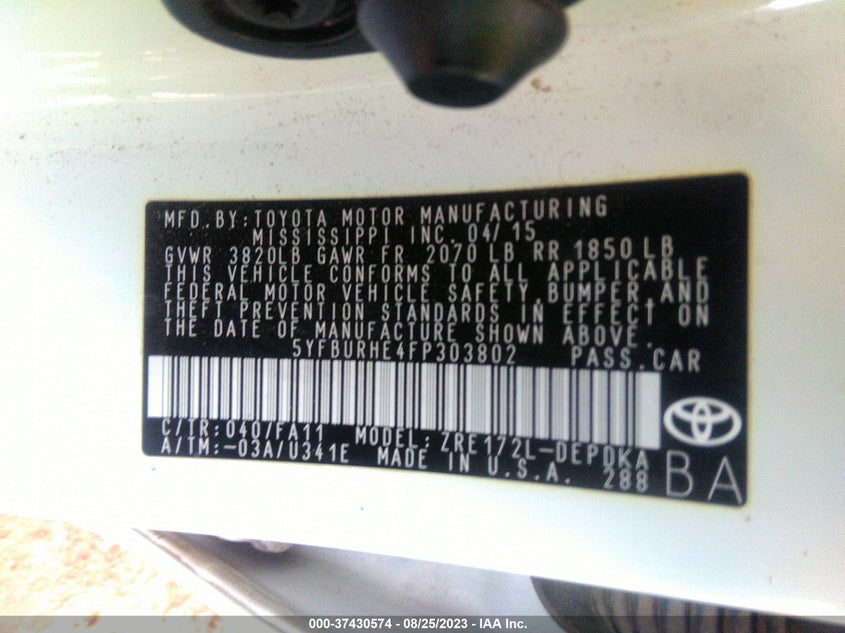 MFD.BY:TOYOTA MOTOR MANUFACTURING
MISSISSIPPI INC. 04/15
GVWR 3820LB GAWR FR 2070 LB RR 1850 LB
THIS VEHICLE CONFORMS TO ALL APPLICABLE
FEDERAL MOTOR VEHICLE SAFETY,BUMPER,AND
THEFT PREVENTION STANDARDS IN EFFECT ON
THE DATE OF MANUFACTURE SHOWN ABOVE.
5YFBURHE4FP303802 PASS.CAR
C/TR:040/FA11 MODEL: ZRE172L-DEPDKA
A/TM:-03A/U341E MADE IN U.S.A. 288 BA
000-37430574 - 08/25/2023 - IAA Inc.